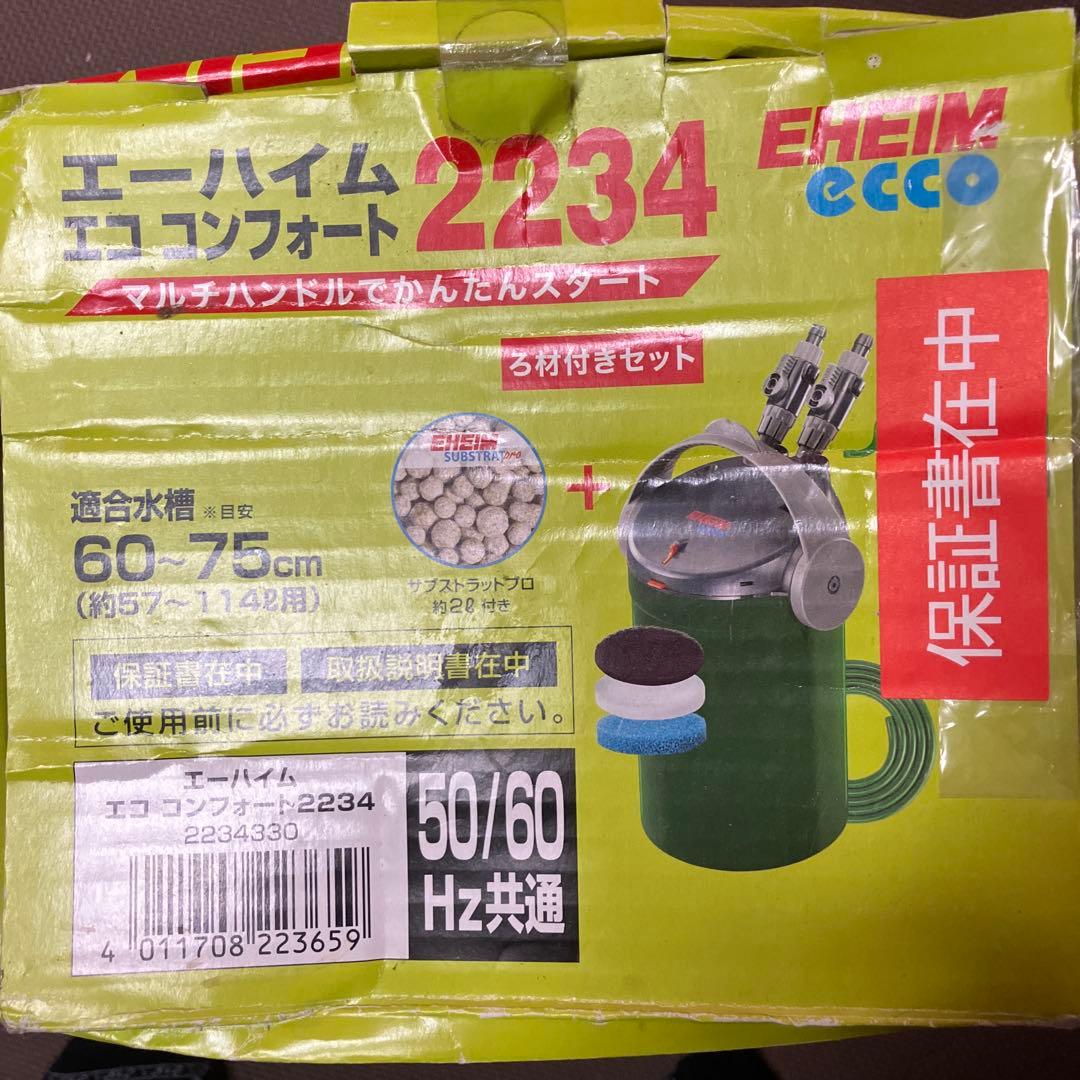 エーハイム
エコ コンフォート
2234
EHEIM
ecco
マルチハンドルでかんたんスタート
ろ材付きセット
保証書在中
EHEIM
SUBSTRATpro
+
適合水槽 ※目安
60～75cm
(約57～114ℓ用)
サブストラットプロ
約2ℓ付き
EHEIM
ecco
保証書在中
取扱説明書在中
ご使用前に必ずお読みください。
エーハイム
エコ コンフォート2234
2234330
4 011708 223659
50/60
Hz共通